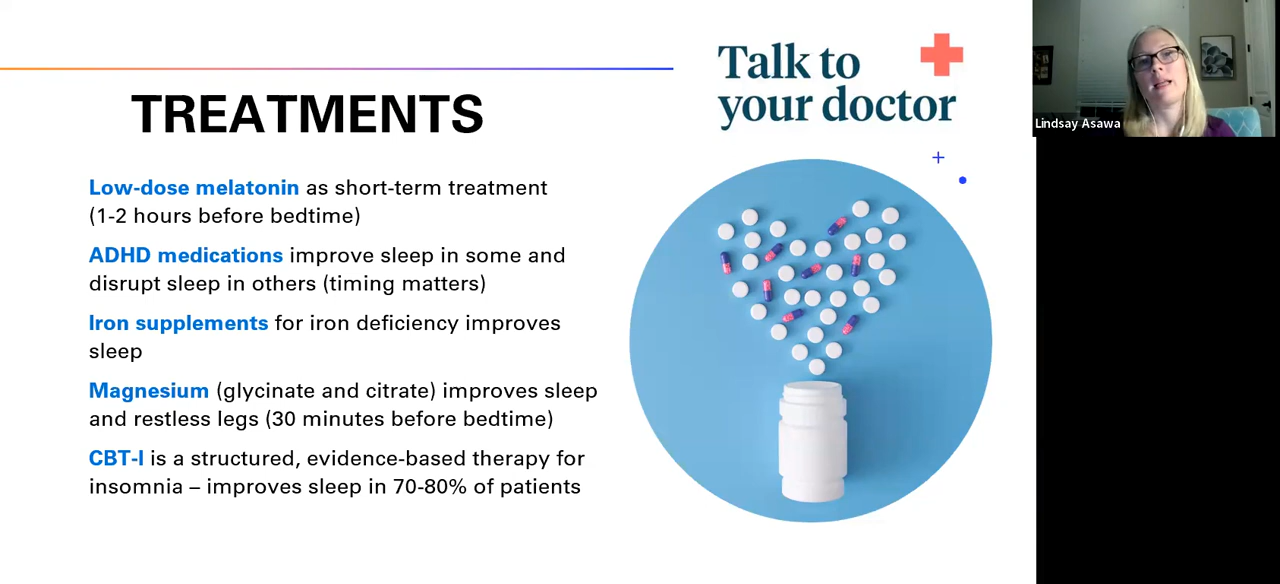 Talk to
your doctor
TREATMENTS
Low-dose melatonin as short-term treatment
(1-2 hours before bedtime)
ADHD medications improve sleep in some and
disrupt sleep in others (timing matters)
Iron supplements for iron deficiency improves
sleep
Magnesium (glycinate and citrate) improves sleep
and restless legs (30 minutes before bedtime)
CBT-I is a structured, evidence-based therapy for
insomnia – improves sleep in 70-80% of patients
Lindsay Asawa